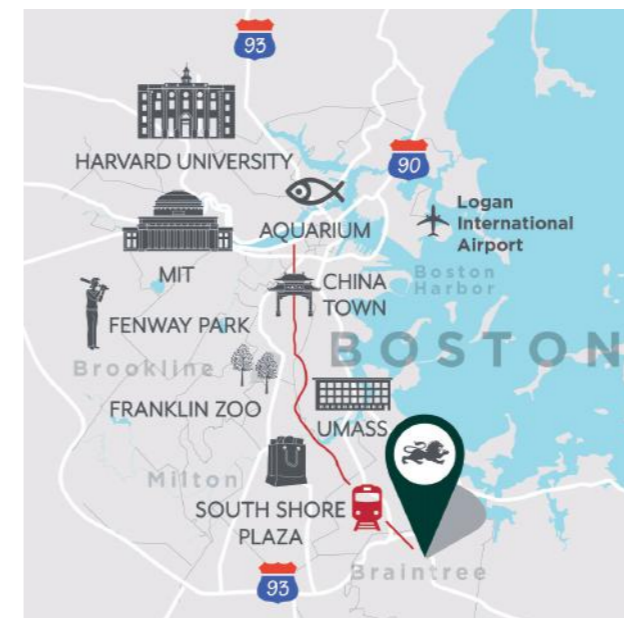 93
HARVARD UNIVERSITY
90
AQUARIUM
Logan
International
Airport
MIT
CHINA
TOWN
Boston
Harbor
FENWAY PARK
BOSTON
Brookline
FRANKLIN ZOO
UMASS
Milton
SOUTH SHORE
PLAZA
Braintree
93